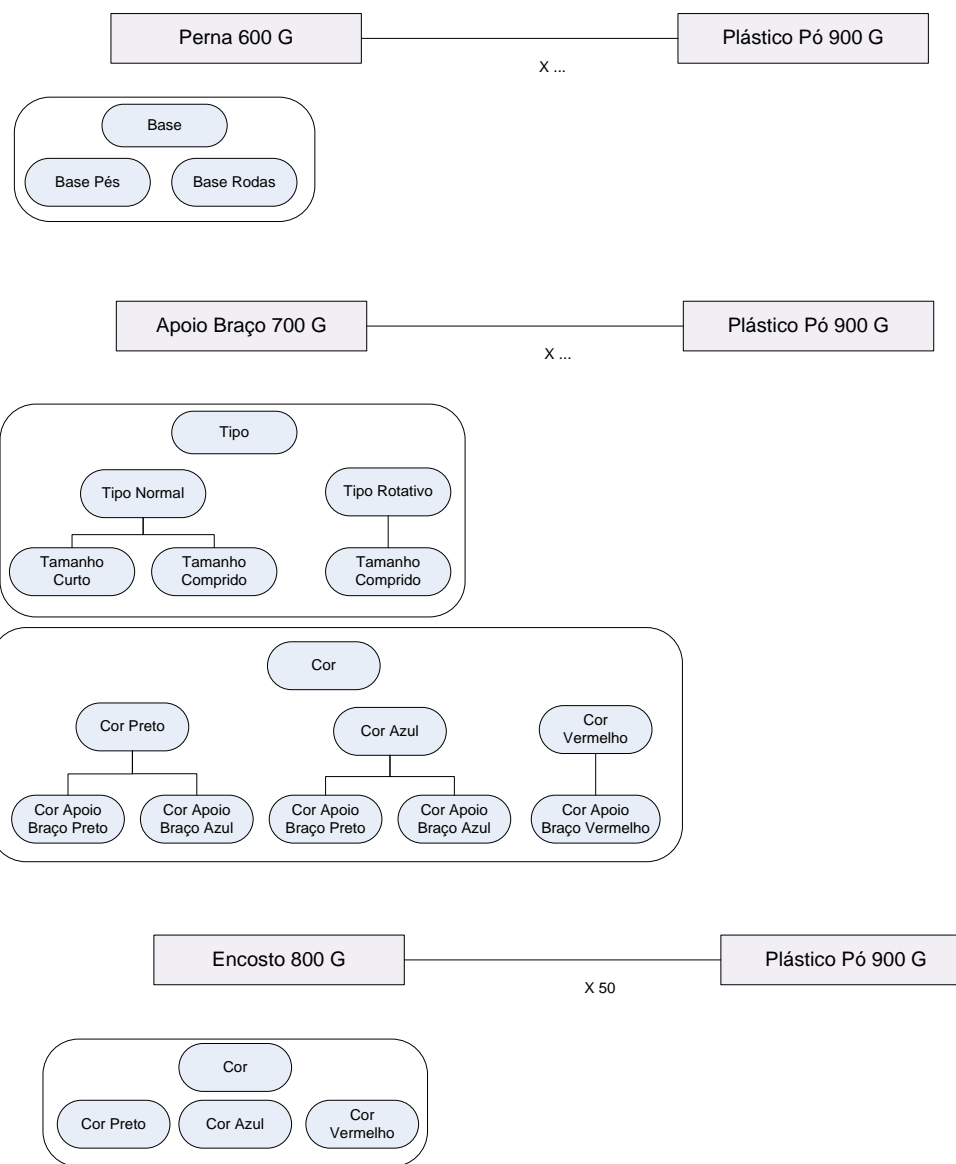 Perna 600 G
Plástico Pó 900 G
X ...
Base
Base Pés
Base Rodas
Apoio Braço 700 G
Plástico Pó 900 G
X ...
Tipo
Tipo Normal
Tipo Rotativo
Tamanho
Curto
Tamanho
Comprido
Tamanho
Comprido
Cor
Cor Preto
Cor Azul
Cor
Vermelho
Cor Apoio
Braço Preto
Cor Apoio
Braço Azul
Cor Apoio
Braço Preto
Cor Apoio
Braço Azul
Cor Apoio
Braço Vermelho
Encosto 800 G
Plástico Pó 900 G
X 50
Cor
Cor Preto
Cor Azul
Cor
Vermelho